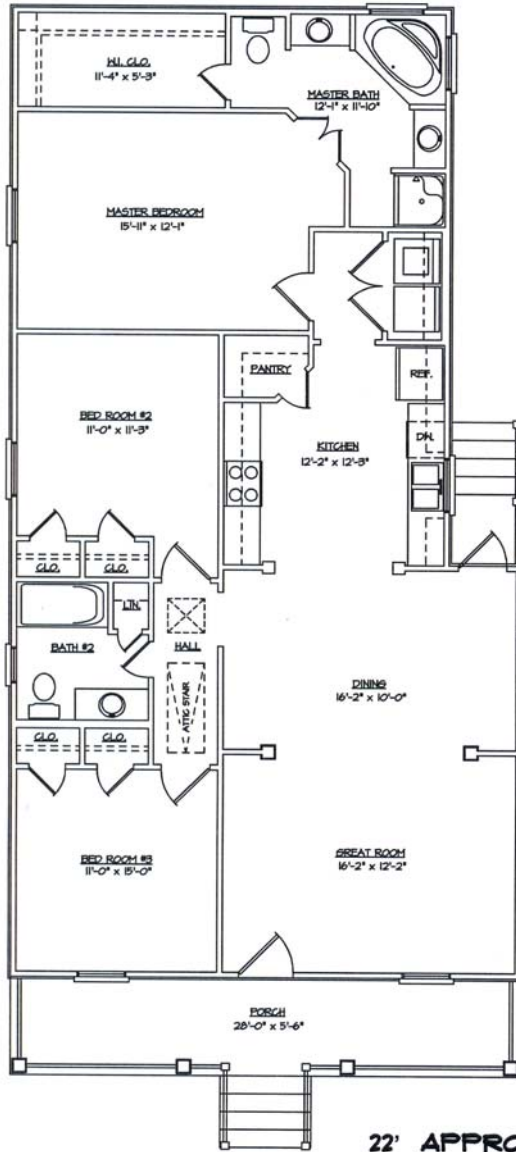 W.I. CLO.
11'-4" x 5'-3"
MASTER BATH
12'-1" x 11'-10"
MASTER BEDROOM
15'-11" x 12'-1"
PANTRY
REF.
BED ROOM #2
11'-0" x 11'-3"
KITCHEN
12'-2" x 12'-3"
D.W.
CLO.
CLO.
LIN.
BATH #2
HALL
ATTIC STAIR
DINING
16'-2" x 10'-0"
CLO.
CLO.
BED ROOM #3
11'-0" x 15'-0"
GREAT ROOM
16'-2" x 12'-2"
PORCH
28'-0" x 5'-6"
22' APPRO